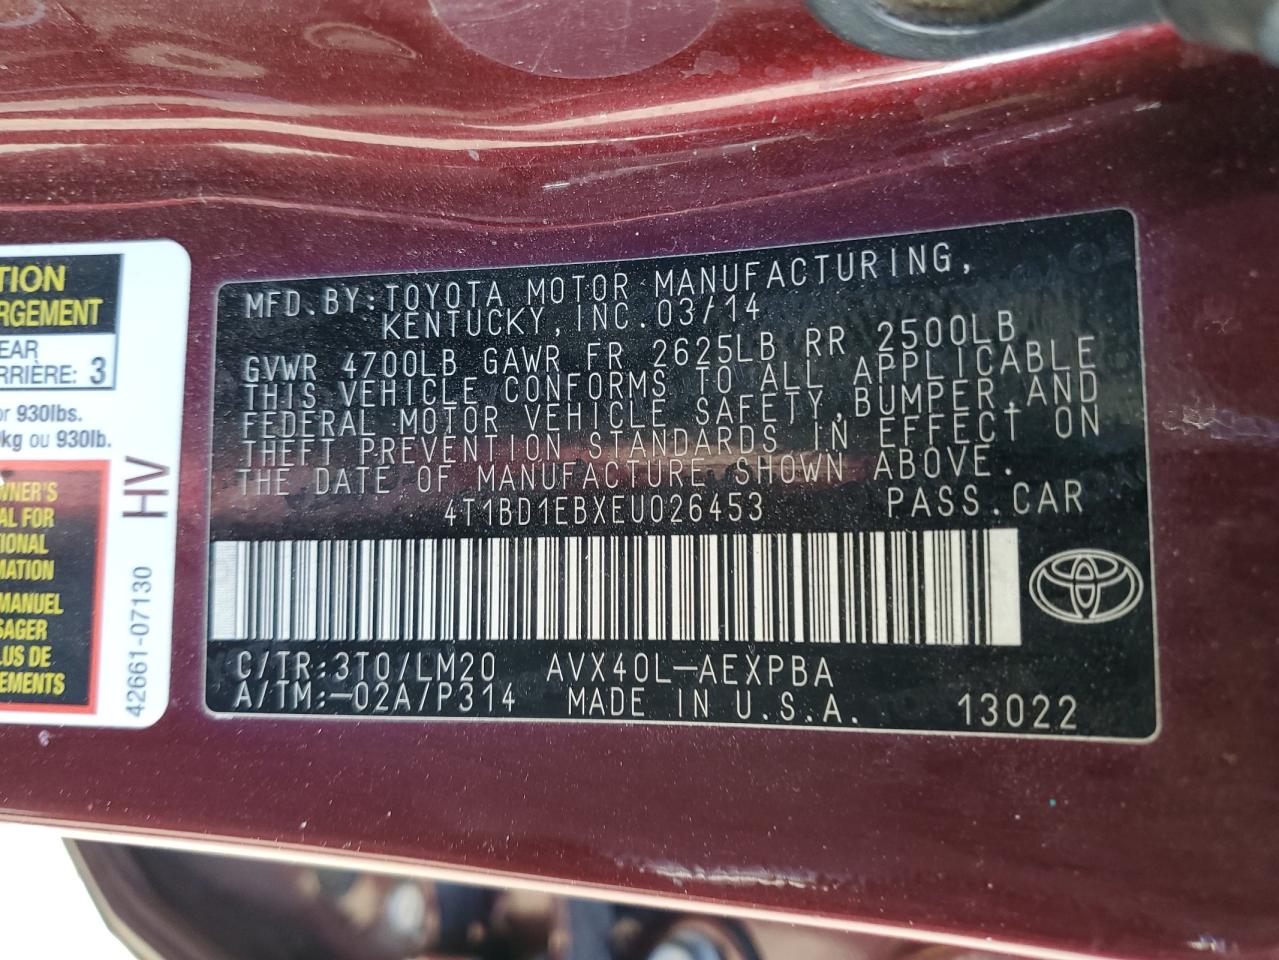 TION
RGEMENT
EAR
RRIÈRE: 3
or 930lbs.
kg ou 930lb.
WNER'S
AL FOR
TIONAL
MATION
MANUEL
SAGER
LUS DE
EMENTS
HV
42661-07130
MFD.BY:TOYOTA MOTOR MANUFACTURING,
KENTUCKY,INC.03/14
GVWR 4700LB GAWR FR 2625LB RR 2500LB
THIS VEHICLE CONFORMS TO ALL APPLICABLE
FEDERAL MOTOR VEHICLE SAFETY,BUMPER,AND
THEFT PREVENTION STANDARDS IN EFFECT ON
THE DATE OF MANUFACTURE SHOWN ABOVE.
4T1BD1EBXEU026453 PASS.CAR
C/TR:3T0/LM20 AVX40L-AEXPBA
A/TM:-02A/P314 MADE IN U.S.A. 13022